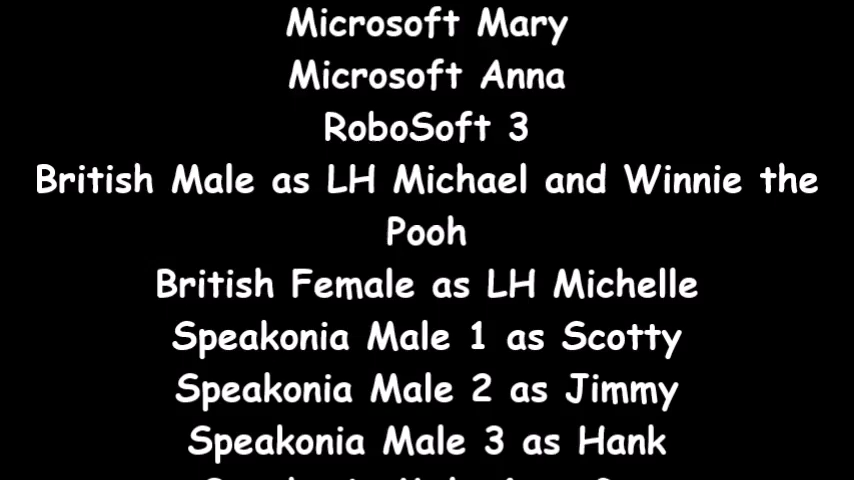 Microsoft Mary
Microsoft Anna
RoboSoft 3
British Male as LH Michael and Winnie the
Pooh
British Female as LH Michelle
Speakonia Male 1 as Scotty
Speakonia Male 2 as Jimmy
Speakonia Male 3 as Hank